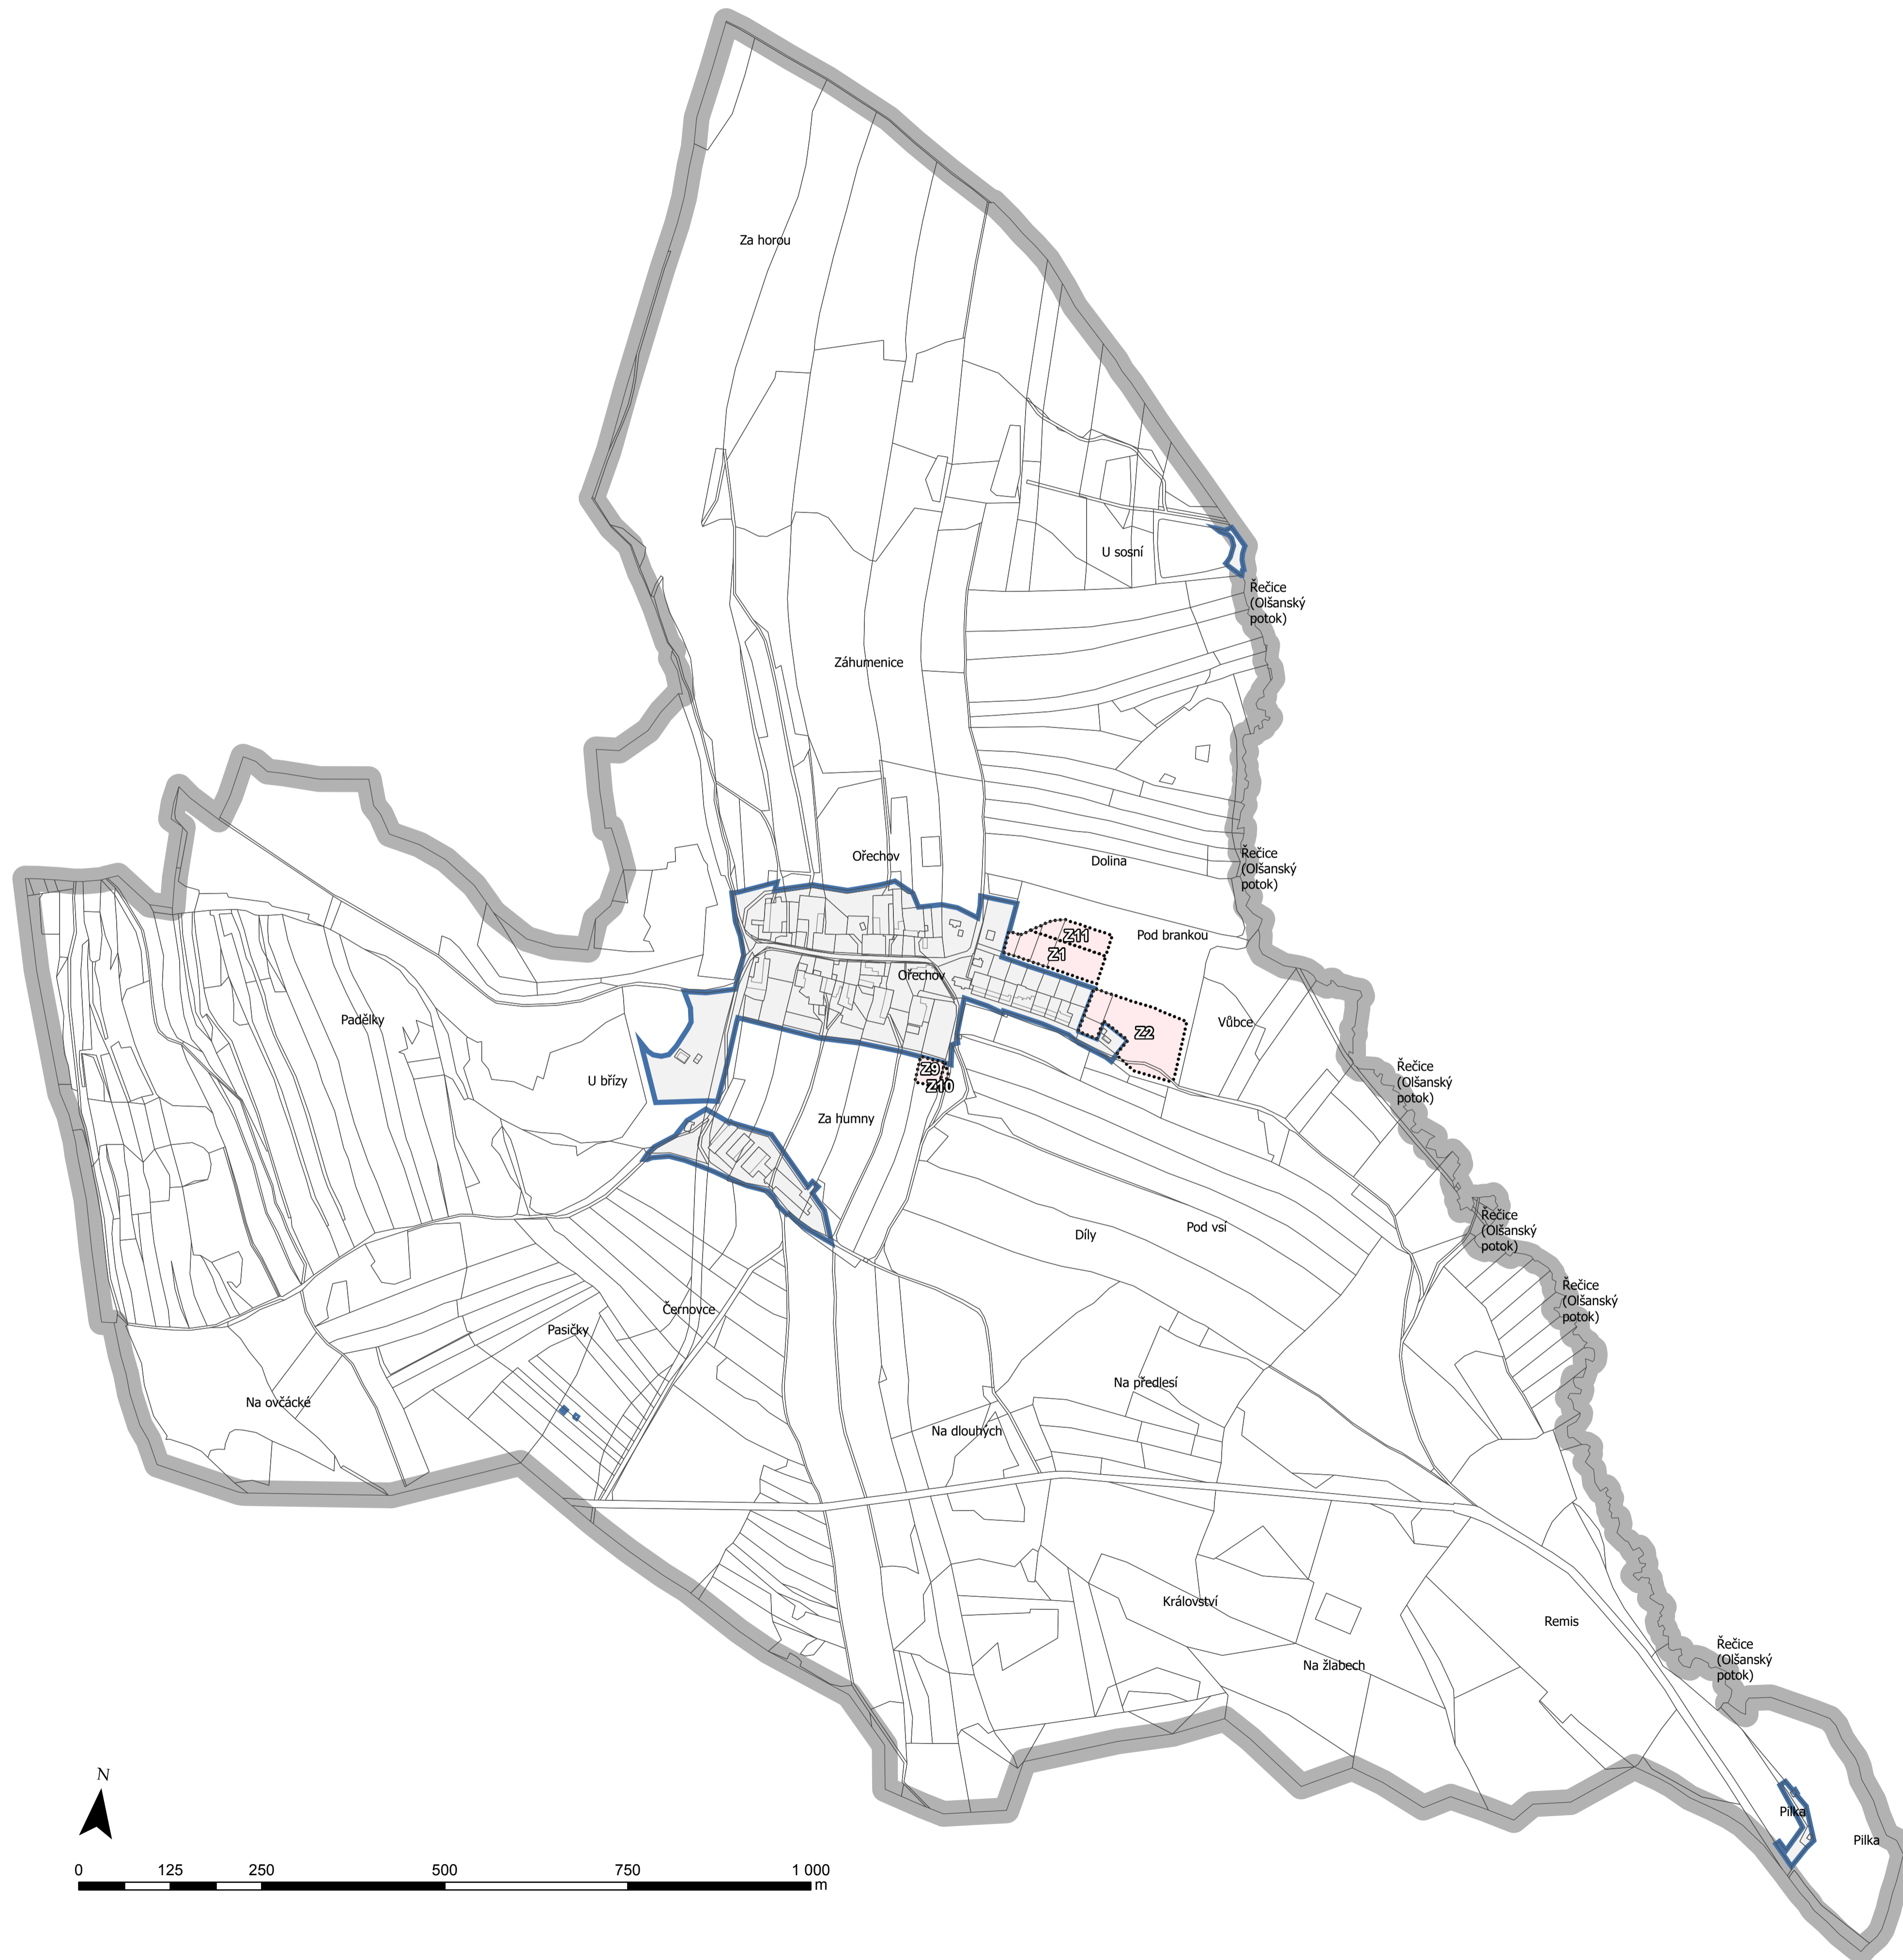 Za horou
U sosní
Řečice
(Olšanský
potok)
Záhumenice
Ořechov
Dolina
Řečice
(Olšanský
potok)
Z11
Pod brankou
Z1
Ořechov
Padělky
Vůbce
Z2
Z9
U břízy
Z10
Řečice
(Olšanský
potok)
Za humny
Pod vsí
Díly
Řečice
(Olšanský
potok)
Černovce
Řečice
(Olšanský
potok)
Pasičky
Na předlesí
Na ovčácké
Na dlouhých
Království
Remis
Na žlabech
Řečice
(Olšanský
potok)
N
Pilka
Pilka
0 125 250 500 750 1 000
m